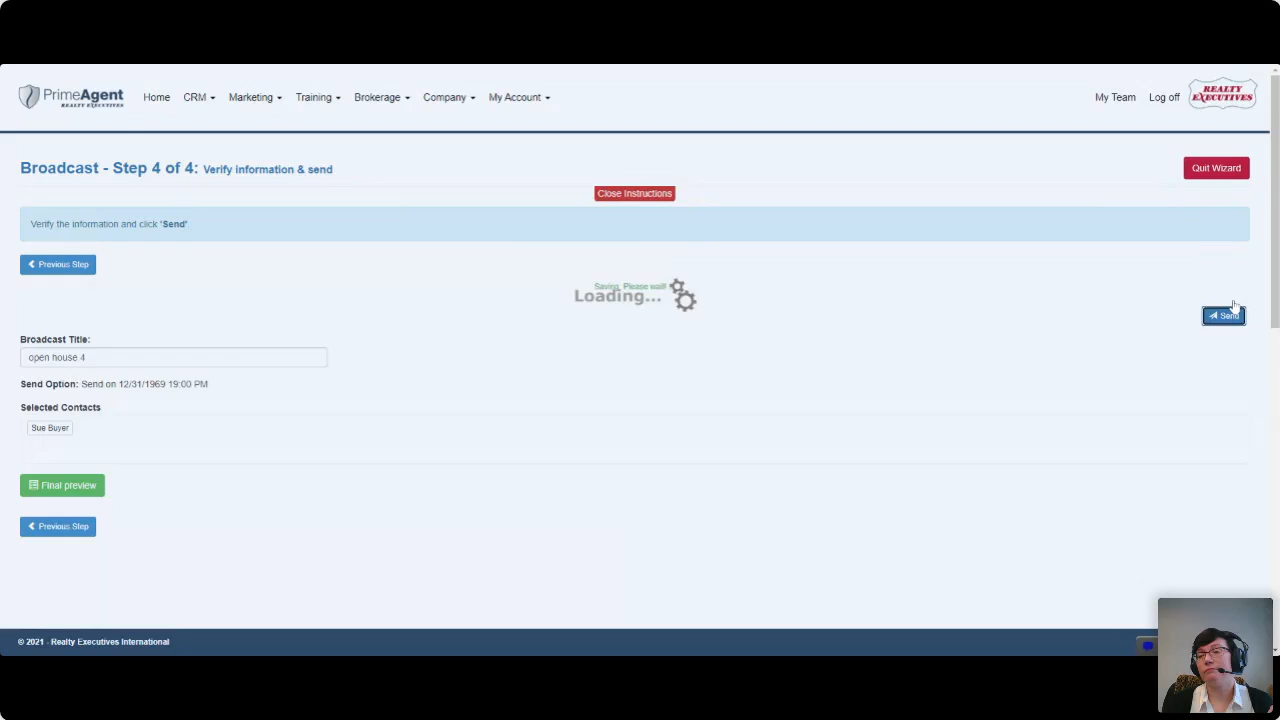 PrimeAgent
REALTY EXECUTIVES
Home CRM Marketing Training Brokerage Company My Account
My Team Log off
REALTY
EXECUTIVES
Broadcast - Step 4 of 4: Verify information & send
Quit Wizard
Close Instructions
Verify the information and click 'Send'
Previous Step
Saving, Please wait!
Loading...
Send
Broadcast Title:
open house 4
Send Option: Send on 12/31/1969 19:00 PM
Selected Contacts
Sue Buyer
Final preview
Previous Step
© 2021 - Realty Executives International